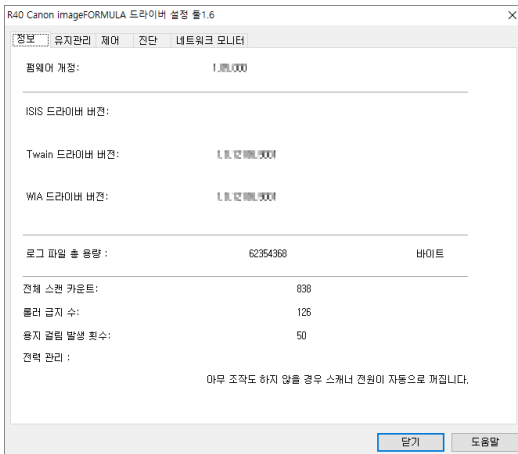 R40 Canon imageFORMULA 드라이버 설정 툴1.6
정보 유지관리 제어 진단 네트워크 모니터
펌웨어 개정:
ISIS 드라이버 버전:
Twain 드라이버 버전:
WIA 드라이버 버전:
로그 파일 총 용량 : 62354368 바이트
전체 스캔 카운트: 838
롤러 급지 수: 126
용지 걸림 발생 횟수: 50
전력 관리 :
아무 조작도 하지 않을 경우 스캐너 전원이 자동으로 꺼집니다.
닫기 도움말